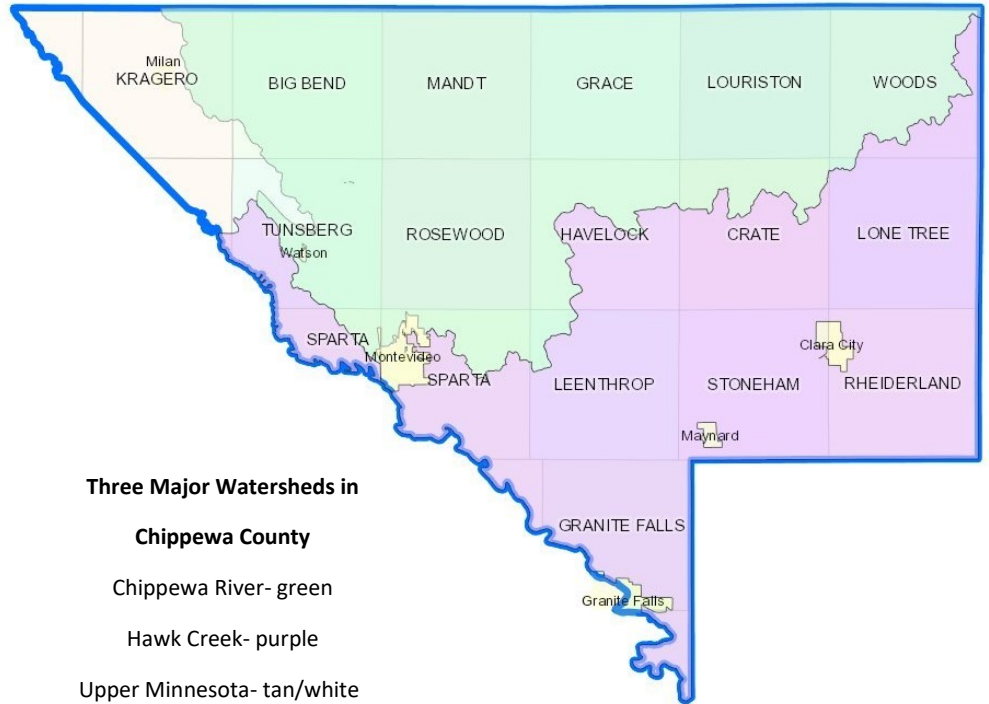 Milan
KRAGERO
BIG BEND
MANDT
GRACE
LOURISTON
WOODS
TUNSBERG
Watson
ROSEWOOD
HAVELOCK
CRATE
LONE TREE
SPARTA
Montevideo
SPARTA
LEENTHROP
STONEHAM
Clara City
RHEIDERLAND
Maynard
GRANITE FALLS
Granite Falls
Three Major Watersheds in
Chippewa County
Chippewa River- green
Hawk Creek- purple
Upper Minnesota- tan/white